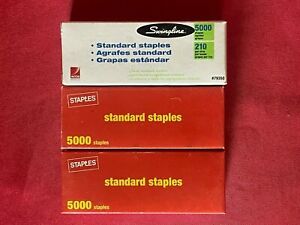 Swingline
5000
210
• Standard staples
• Agrafes standard
• Grapas estándar
#79350
STAPLES
standard staples
5000 staples
STAPLES
standard staples
5000 staples